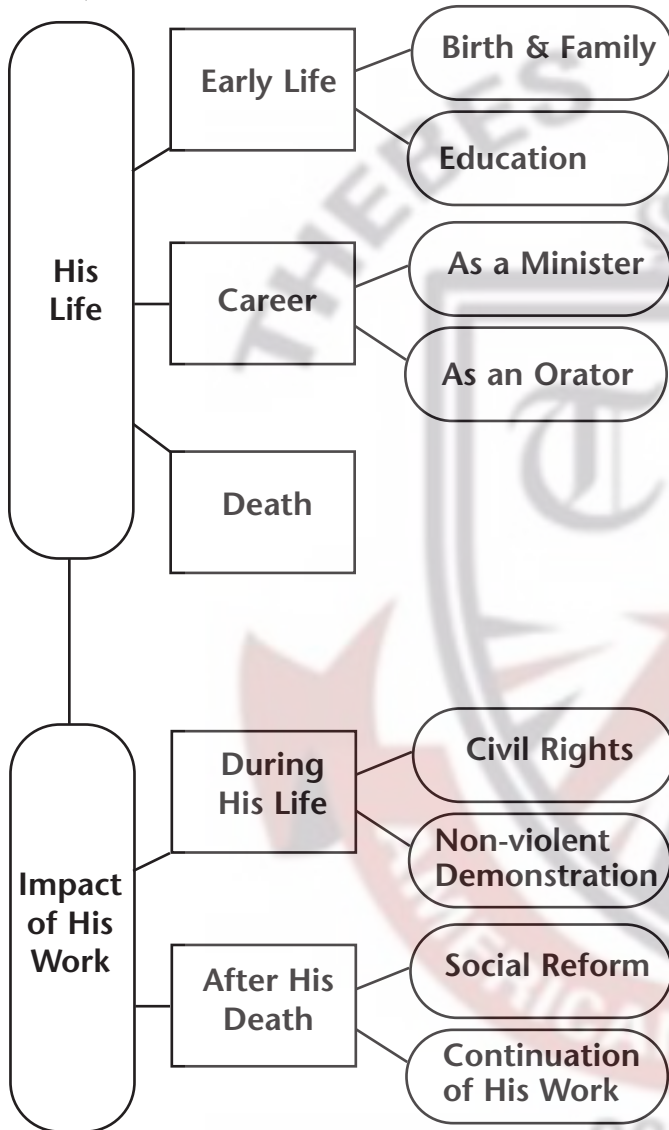 His
Life
Early Life
Birth & Family
Education
Career
As a Minister
As an Orator
Death
Impact
of His
Work
During
His Life
Civil Rights
Non-violent
Demonstration
After His
Death
Social Reform
Continuation
of His Work
THEBES